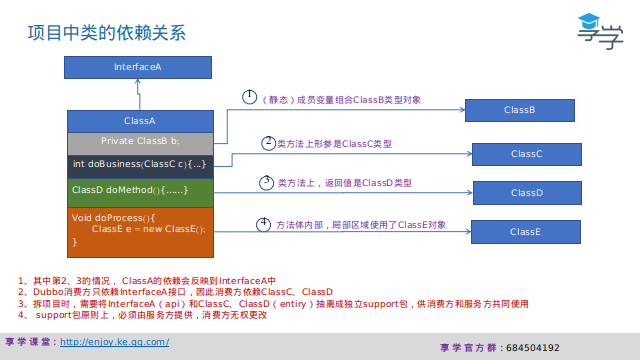 项目中类的依赖关系
享学
InterfaceA
ClassA
Private ClassB b;
int doBusiness(ClassC c){...}
ClassD doMethod(){......}
Void doProcess(){
ClassE e = new ClassE();
}
1 （静态）成员变量组合ClassB类型对象
ClassB
2 类方法上形参是ClassC类型
ClassC
3 类方法上，返回值是ClassD类型
ClassD
4 方法体内部，局部区域使用了ClassE对象
ClassE
1、其中第2、3的情况， ClassA的依赖会反映到InterfaceA中
2、Dubbo消费方只依赖InterfaceA接口，因此消费方依赖ClassC、ClassD
3、拆项目时，需要将InterfaceA（api）和ClassC、ClassD（entiry）抽离成独立support包，供消费方和服务方共同使用
4、 support包原则上，必须由服务方提供，消费方无权更改
享学课堂：http://enjoy.ke.qq.com/
享学官方群：684504192